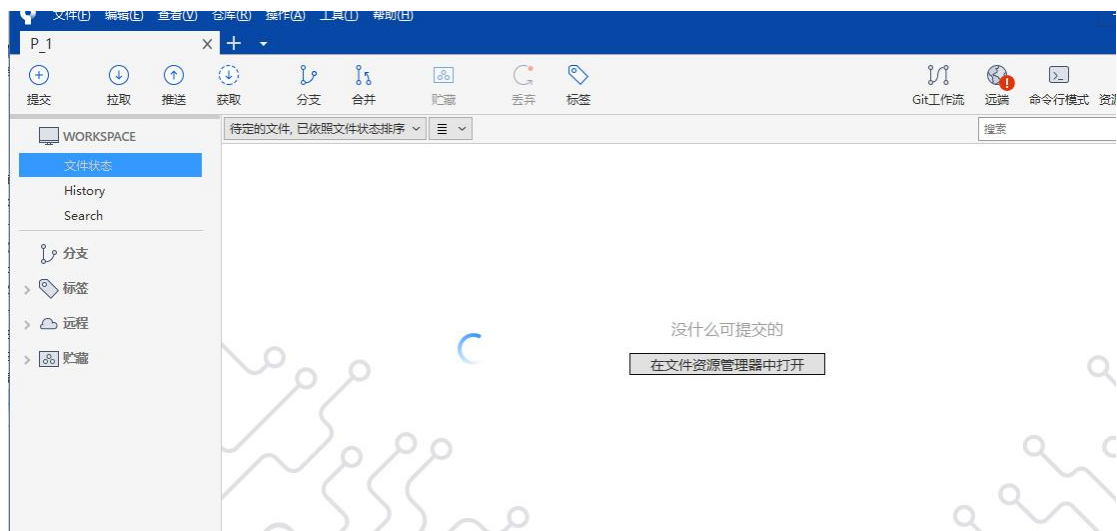 文件(F) 编辑(E) 查看(V) 仓库(R) 操作(A) 工具(T) 帮助(H)
P_1
提交 拉取 推送 获取 分支 合并 贮藏 丢弃 标签 Git工作流 远端 命令行模式 资源
WORKSPACE
待定的文件, 已依照文件状态排序
搜索
文件状态
History
Search
分支
标签
远程
贮藏
没什么可提交的
在文件资源管理器中打开